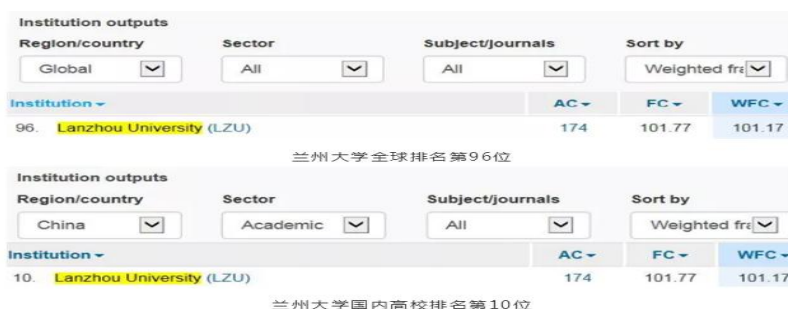 Institution outputs
Region/country Sector Subject/journals Sort by
Global All All Weighted fra
Institution AC FC WFC
96. Lanzhou University (LZU) 174 101.77 101.17
兰州大学全球排名第96位
Institution outputs
Region/country Sector Subject/journals Sort by
China Academic All Weighted fra
Institution AC FC WFC
10. Lanzhou University (LZU) 174 101.77 101.17
兰州大学国内高校排名第10位